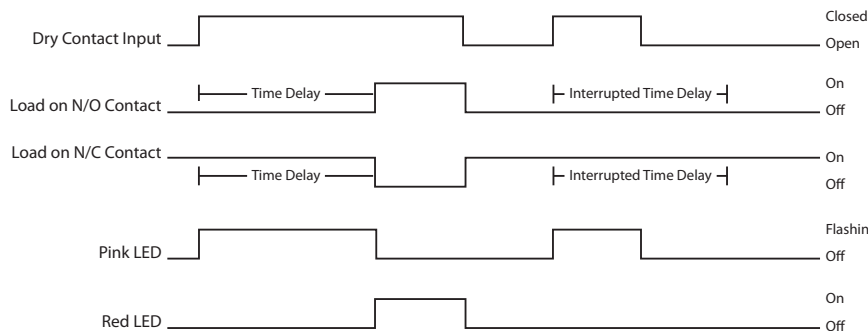 Dry Contact Input
Closed
Open
Load on N/O Contact
Time Delay
Interrupted Time Delay
On
Off
Load on N/C Contact
Time Delay
Interrupted Time Delay
On
Off
Pink LED
Flashin
Off
Red LED
On
Off